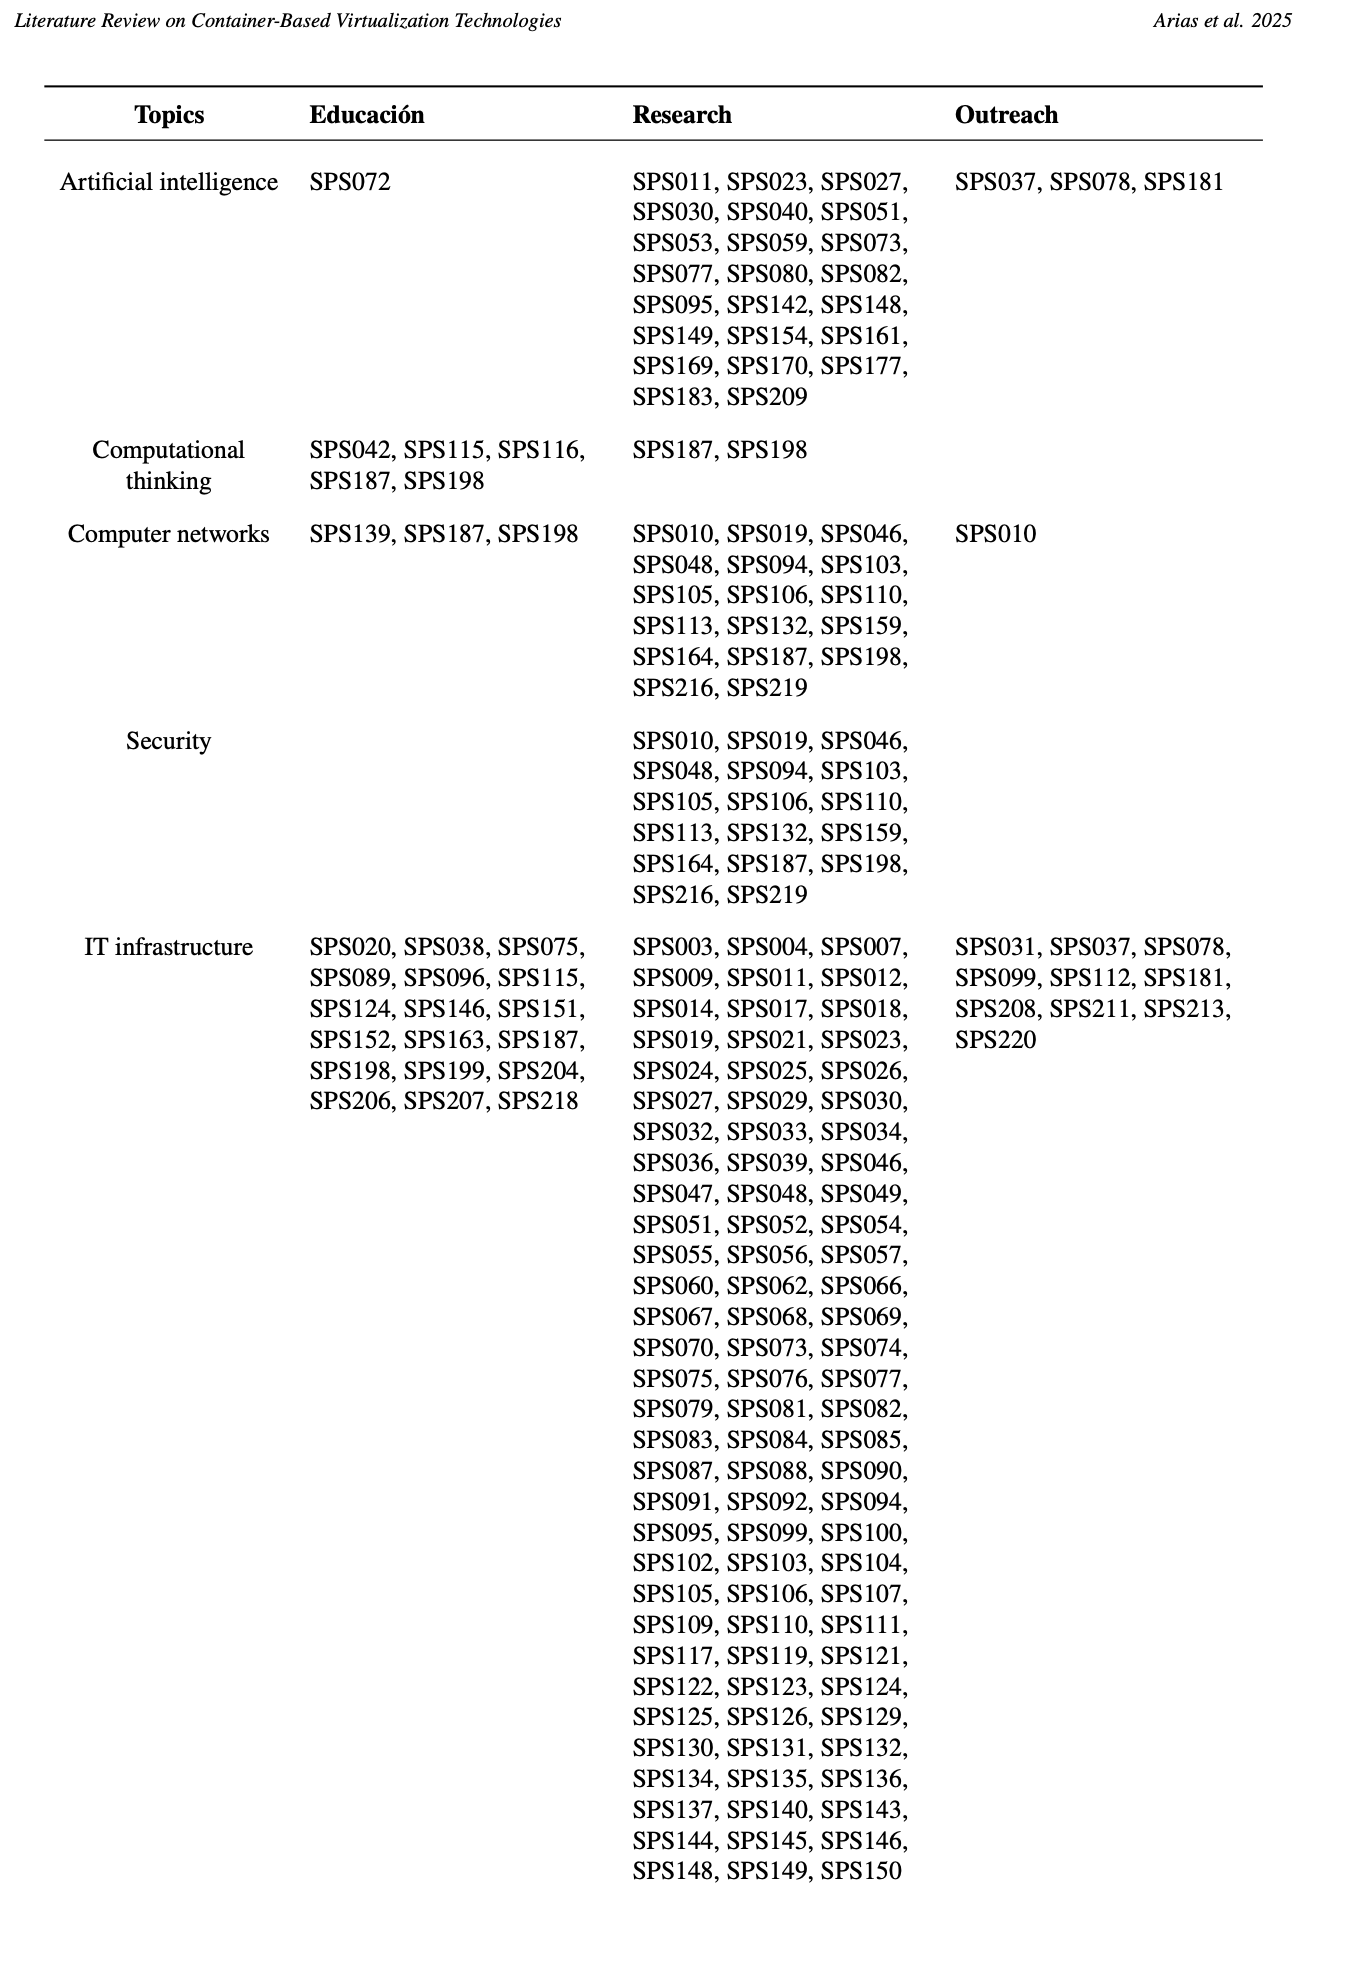 Literature Review on Container-Based Virtualization Technologies Arias et al. 2025
Topics Educación Research Outreach
Artificial intelligence SPS072 SPS011, SPS023, SPS027, SPS037, SPS078, SPS181
SPS030, SPS040, SPS051,
SPS053, SPS059, SPS073,
SPS077, SPS080, SPS082,
SPS095, SPS142, SPS148,
SPS149, SPS154, SPS161,
SPS169, SPS170, SPS177,
SPS183, SPS209
Computational SPS042, SPS115, SPS116, SPS187, SPS198
thinking SPS187, SPS198
Computer networks SPS139, SPS187, SPS198 SPS010, SPS019, SPS046, SPS010
SPS048, SPS094, SPS103,
SPS105, SPS106, SPS110,
SPS113, SPS132, SPS159,
SPS164, SPS187, SPS198,
SPS216, SPS219
Security SPS010, SPS019, SPS046,
SPS048, SPS094, SPS103,
SPS105, SPS106, SPS110,
SPS113, SPS132, SPS159,
SPS164, SPS187, SPS198,
SPS216, SPS219
IT infrastructure SPS020, SPS038, SPS075, SPS003, SPS004, SPS007, SPS031, SPS037, SPS078,
SPS089, SPS096, SPS115, SPS009, SPS011, SPS012, SPS099, SPS112, SPS181,
SPS124, SPS146, SPS151, SPS014, SPS017, SPS018, SPS208, SPS211, SPS213,
SPS152, SPS163, SPS187, SPS019, SPS021, SPS023, SPS220
SPS198, SPS199, SPS204, SPS024, SPS025, SPS026,
SPS206, SPS207, SPS218 SPS027, SPS029, SPS030,
SPS032, SPS033, SPS034,
SPS036, SPS039, SPS046,
SPS047, SPS048, SPS049,
SPS051, SPS052, SPS054,
SPS055, SPS056, SPS057,
SPS060, SPS062, SPS066,
SPS067, SPS068, SPS069,
SPS070, SPS073, SPS074,
SPS075, SPS076, SPS077,
SPS079, SPS081, SPS082,
SPS083, SPS084, SPS085,
SPS087, SPS088, SPS090,
SPS091, SPS092, SPS094,
SPS095, SPS099, SPS100,
SPS102, SPS103, SPS104,
SPS105, SPS106, SPS107,
SPS109, SPS110, SPS111,
SPS117, SPS119, SPS121,
SPS122, SPS123, SPS124,
SPS125, SPS126, SPS129,
SPS130, SPS131, SPS132,
SPS134, SPS135, SPS136,
SPS137, SPS140, SPS143,
SPS144, SPS145, SPS146,
SPS148, SPS149, SPS150